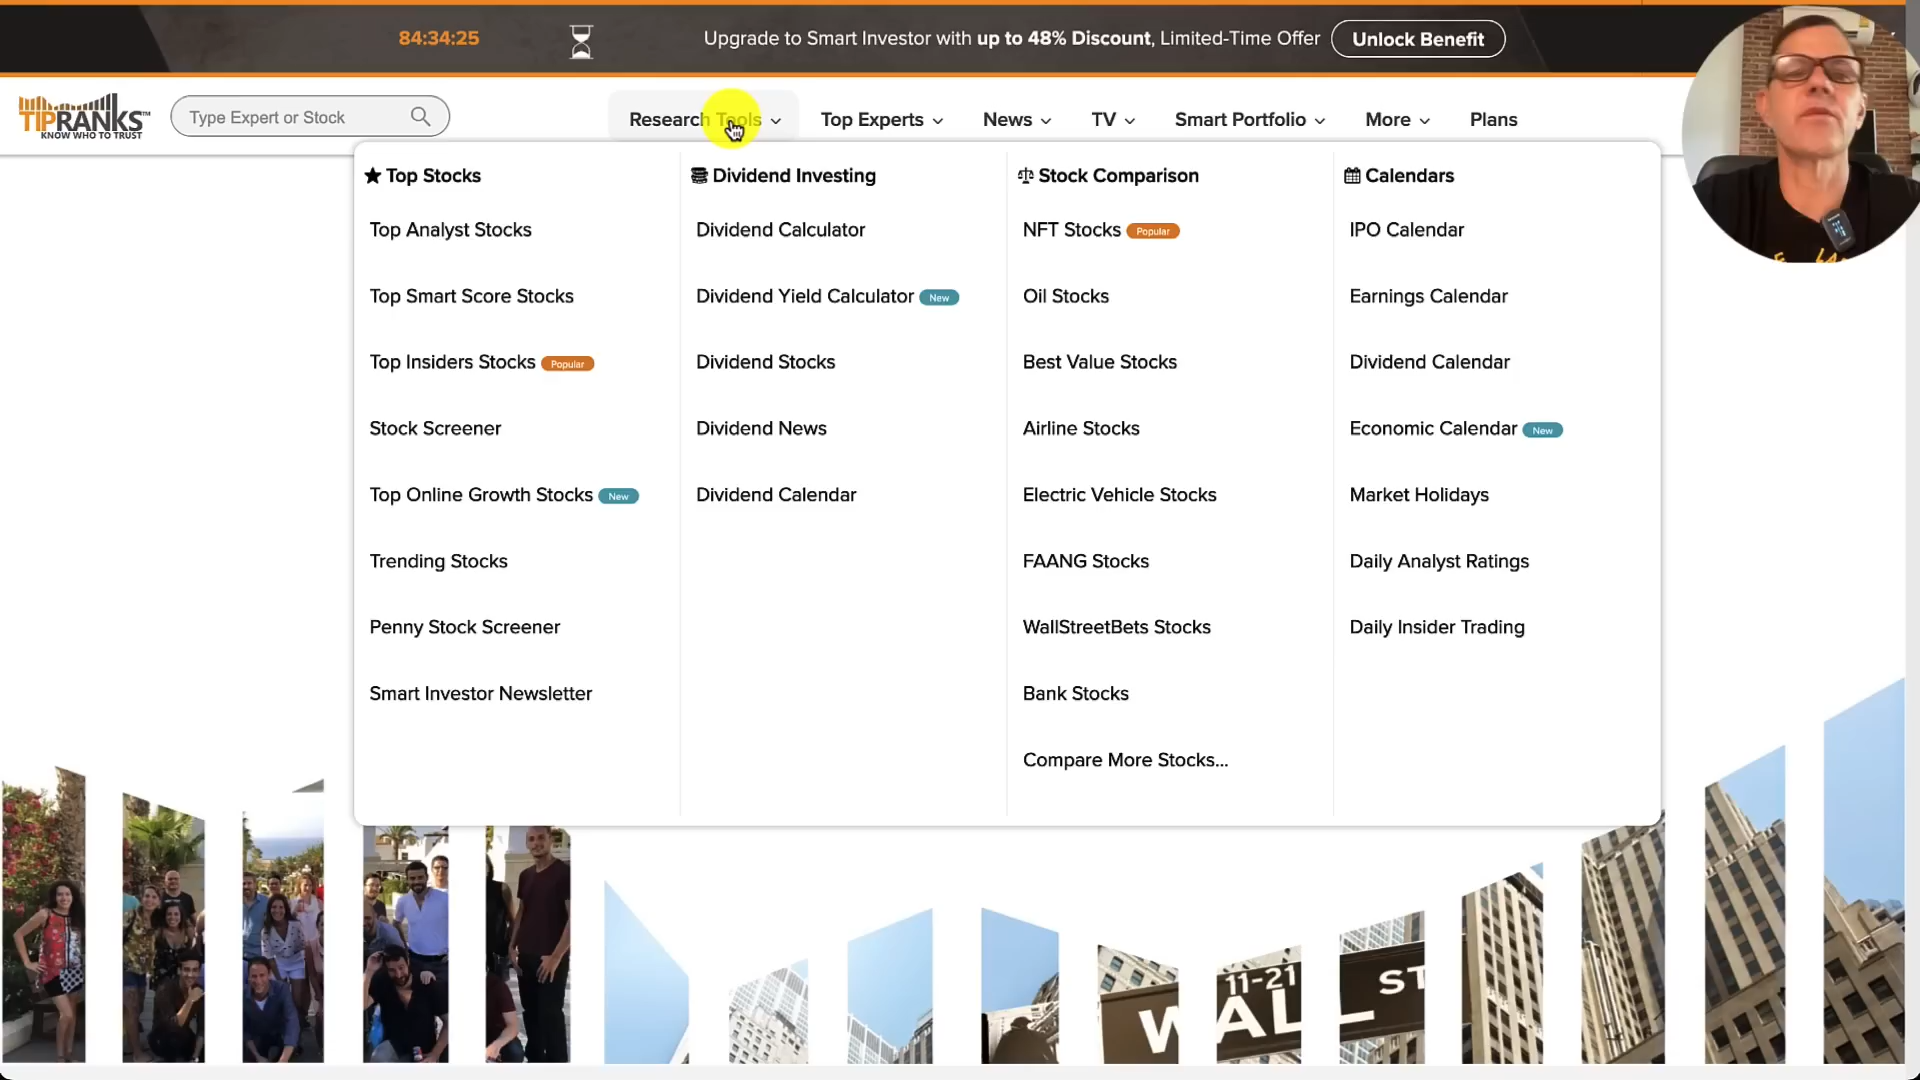 84:34:25
Upgrade to Smart Investor with up to 48% Discount, Limited-Time Offer
Unlock Benefit
TIPRANKS™
KNOW WHO TO TRUST
Type Expert or Stock
Research Tools
Top Experts
News
TV
Smart Portfolio
More
Plans
Top Stocks
Top Analyst Stocks
Top Smart Score Stocks
Top Insiders Stocks Popular
Stock Screener
Top Online Growth Stocks New
Trending Stocks
Penny Stock Screener
Smart Investor Newsletter
Dividend Investing
Dividend Calculator
Dividend Yield Calculator New
Dividend Stocks
Dividend News
Dividend Calendar
Stock Comparison
NFT Stocks Popular
Oil Stocks
Best Value Stocks
Airline Stocks
Electric Vehicle Stocks
FAANG Stocks
WallStreetBets Stocks
Bank Stocks
Compare More Stocks...
Calendars
IPO Calendar
Earnings Calendar
Dividend Calendar
Economic Calendar New
Market Holidays
Daily Analyst Ratings
Daily Insider Trading
11-21
WALL ST